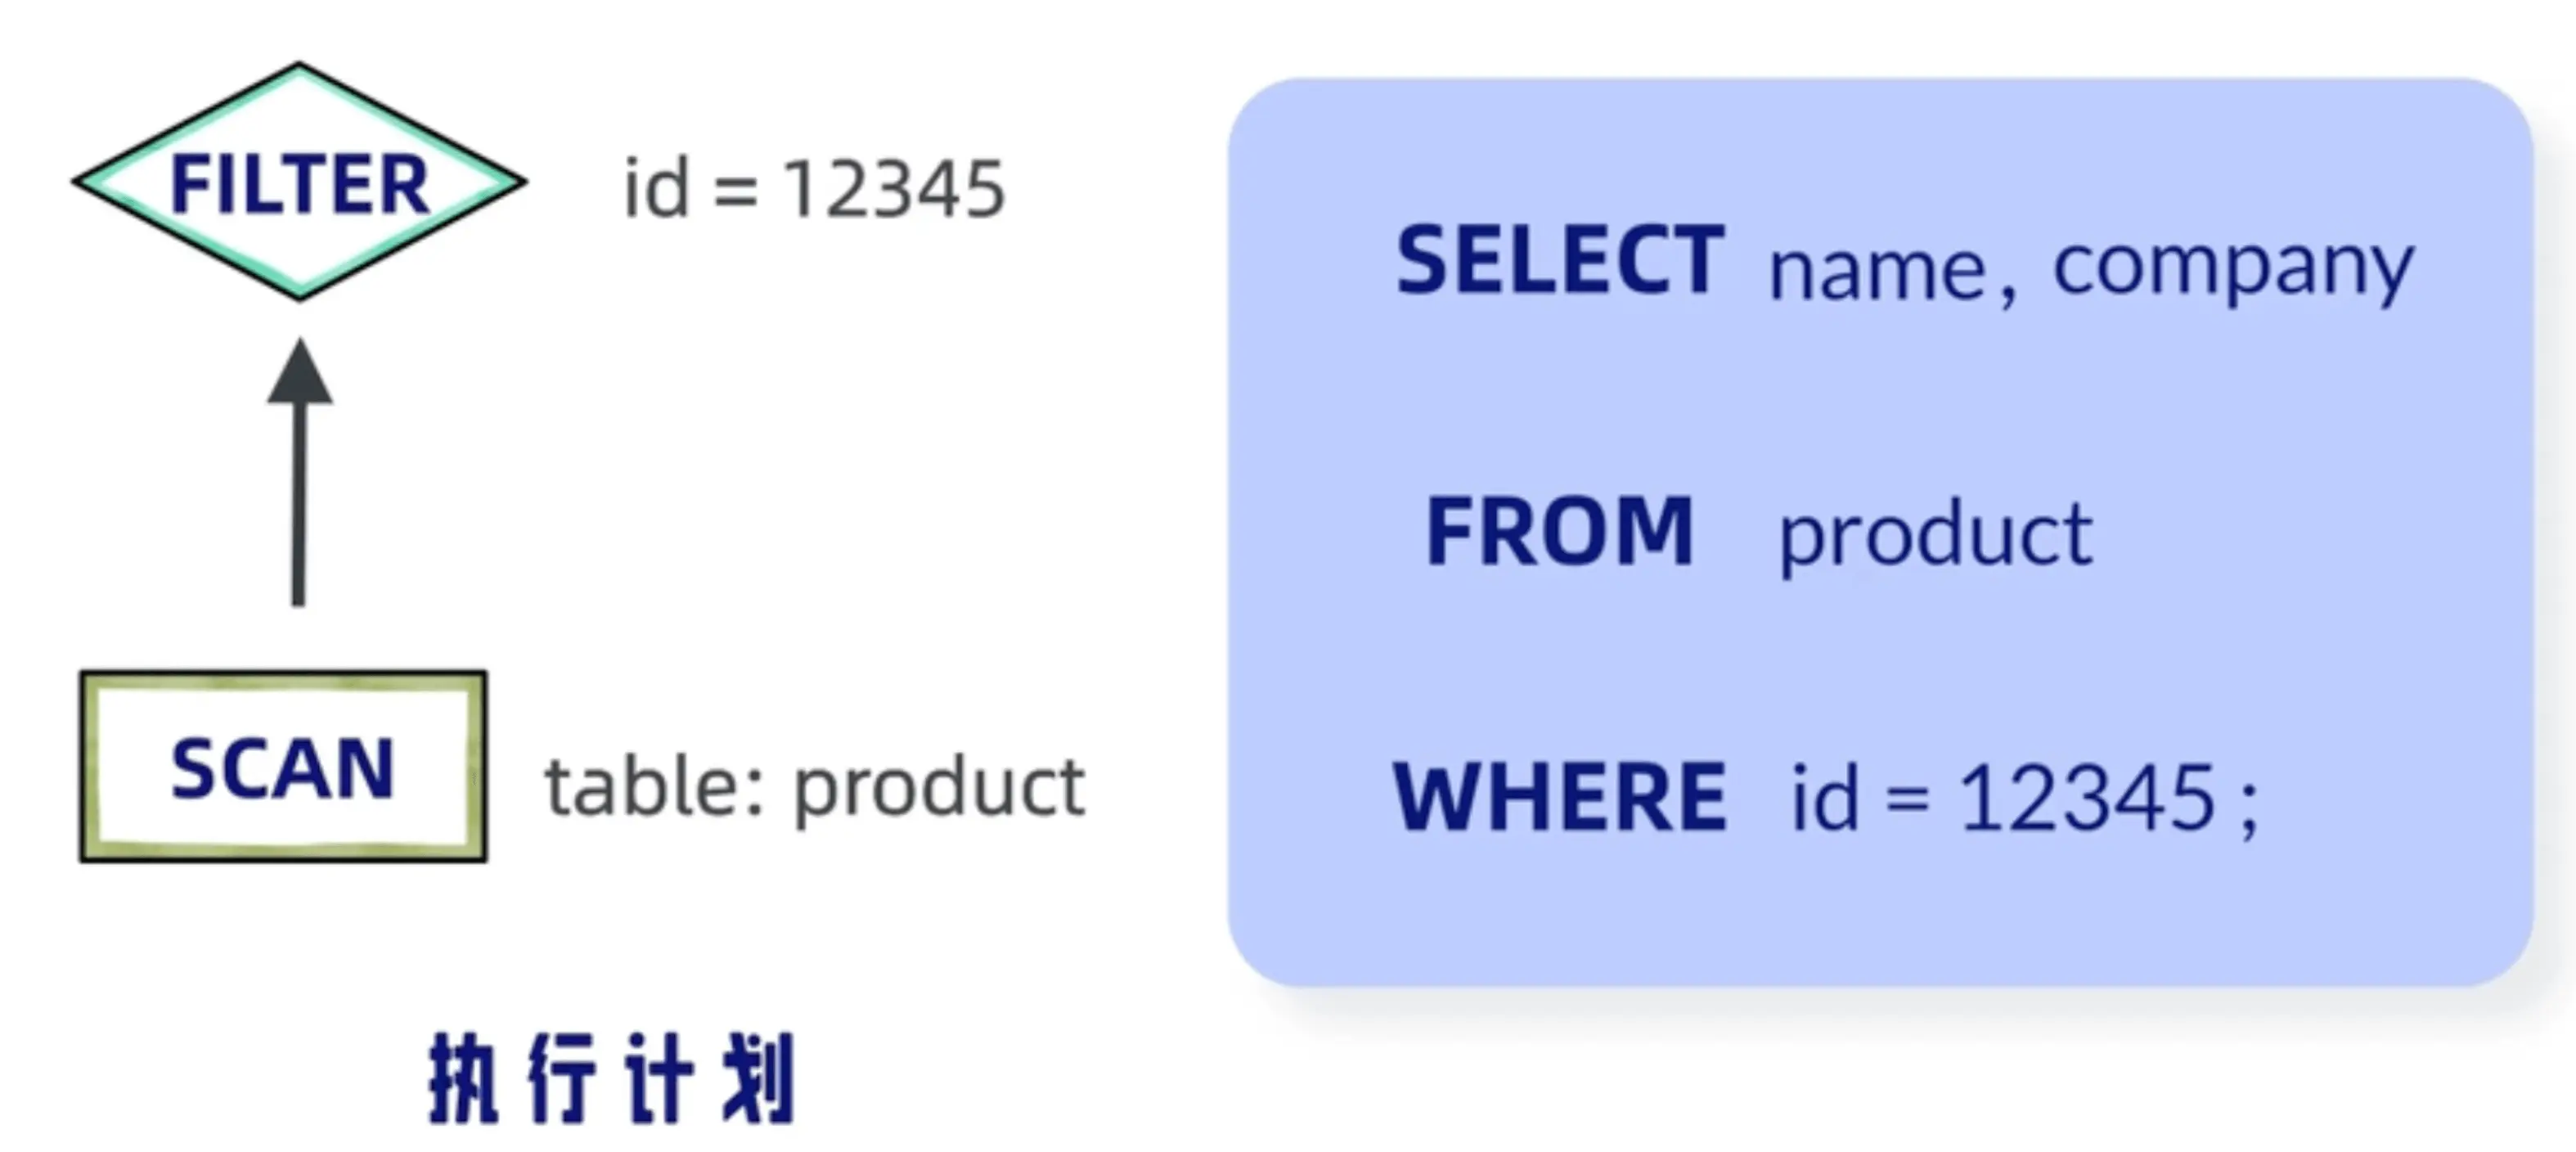 FILTER
id = 12345
SCAN
table: product
执行计划
SELECT name, company
FROM product
WHERE id = 12345 ;